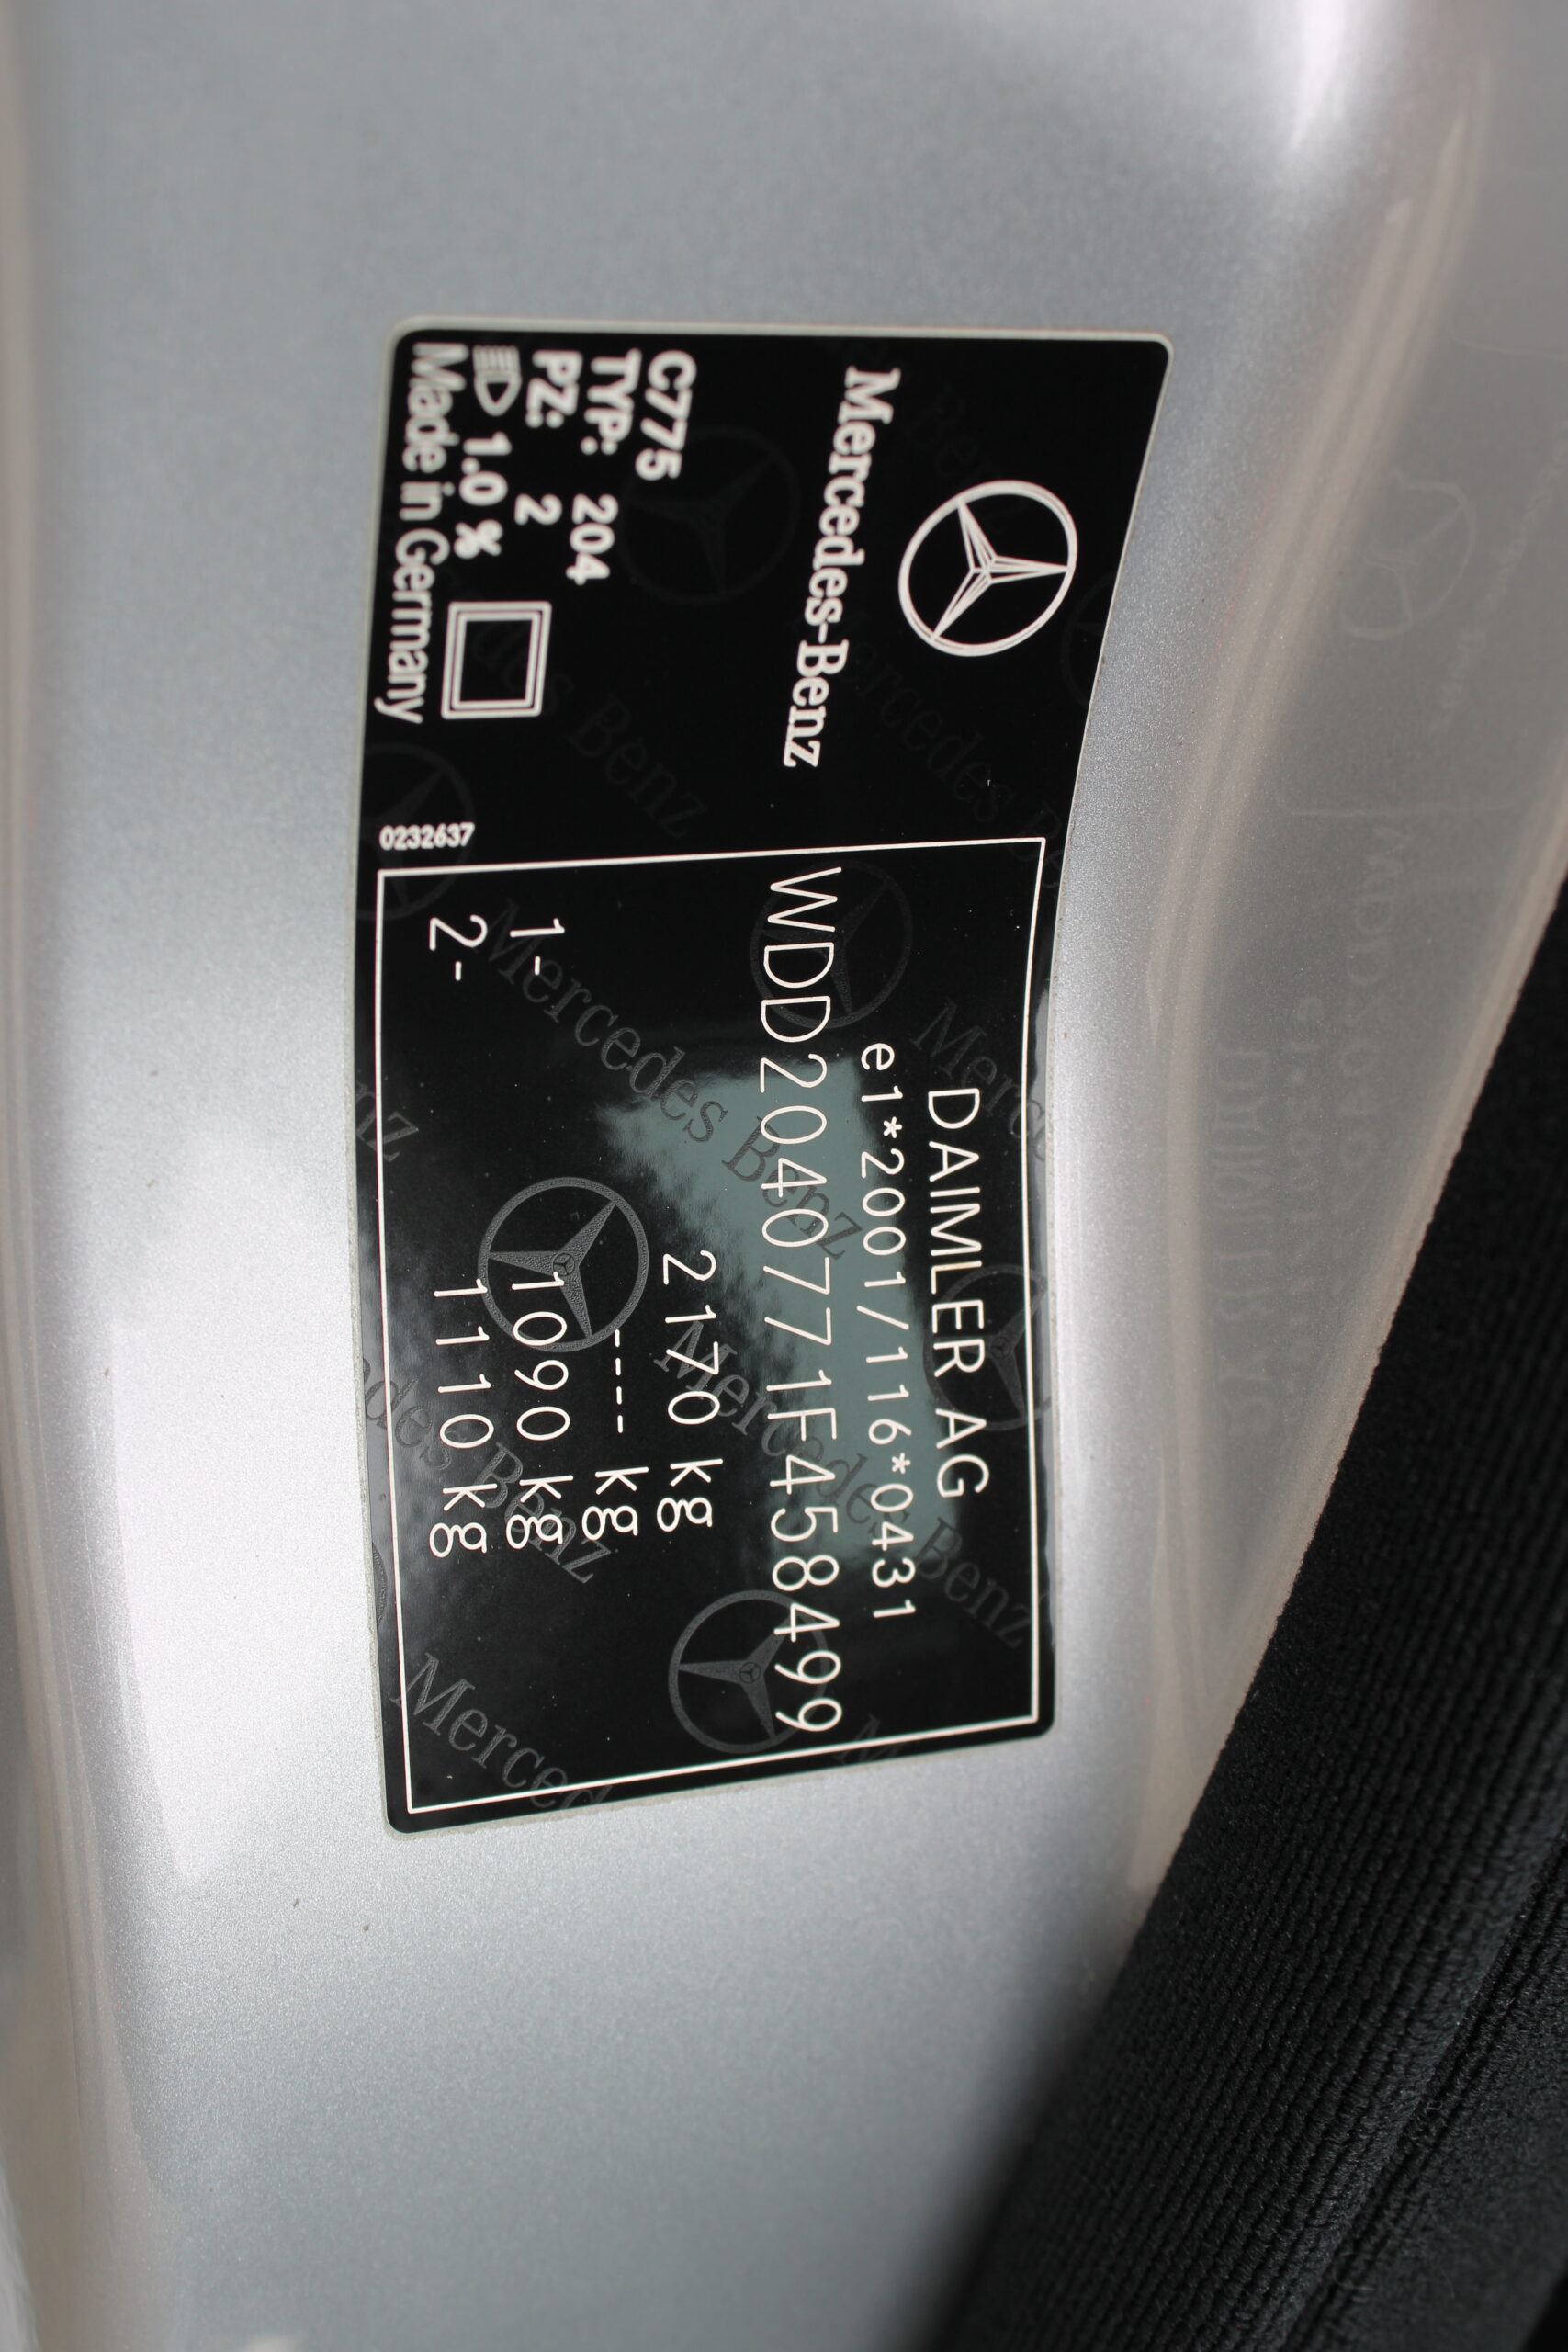 Mercedes-Benz
C775
TYP: 204
PZ: 2
1.0 %
Made in Germany
0232637
DAIMLER AG
e1*2001/116*0431
WDD2040771F458499
2170 kg
---- kg
1- 1090 kg
2- 1110 kg